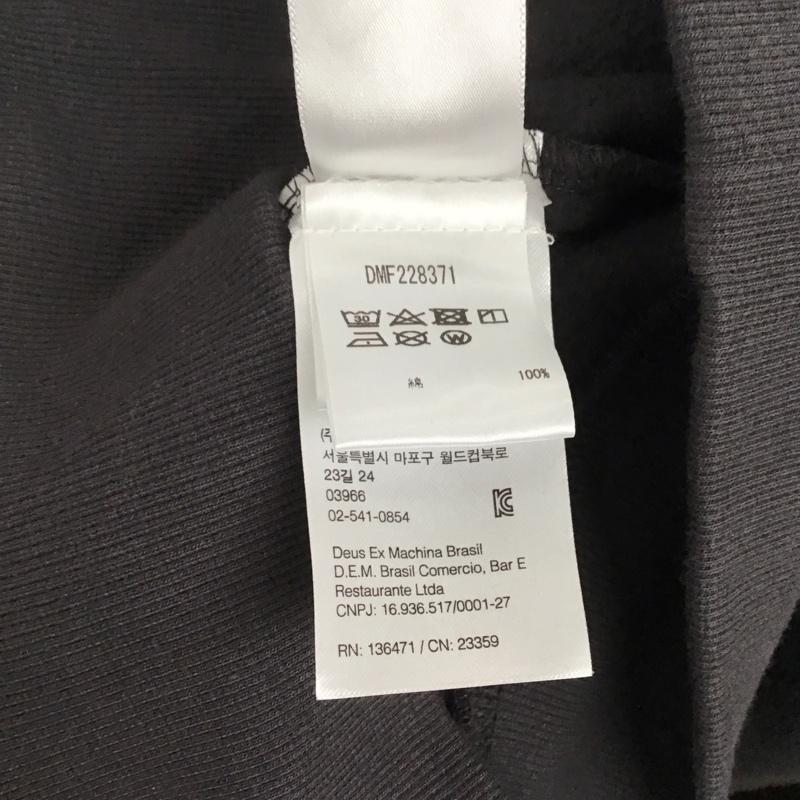 DMF228371
30
W
綿 100%
서울특별시 마포구 월드컵북로
23길 24
03966
02-541-0854
Deus Ex Machina Brasil
D.E.M. Brasil Comercio, Bar E
Restaurante Ltda
CNPJ: 16.936.517/0001-27
RN: 136471 / CN: 23359